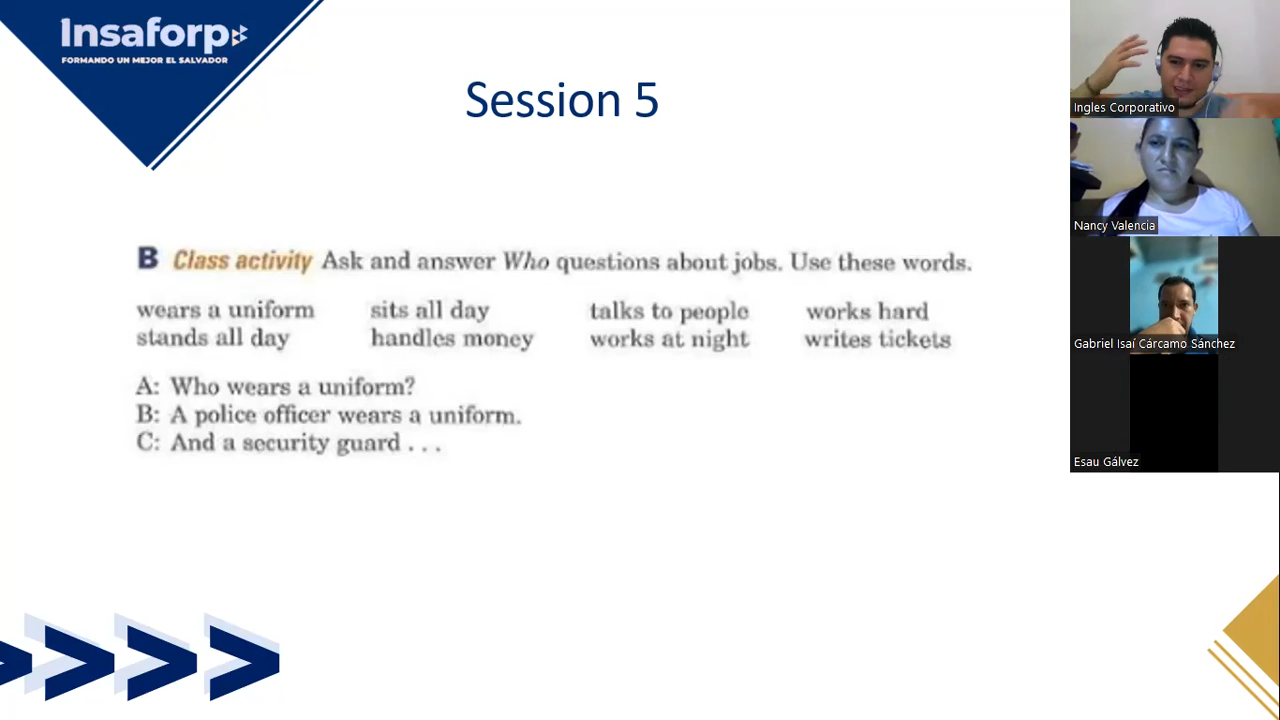 Insaforp
FORMANDO UN MEJOR EL SALVADOR
Session 5
B Class activity Ask and answer Who questions about jobs. Use these words.
wears a uniform sits all day talks to people works hard
stands all day handles money works at night writes tickets
A: Who wears a uniform?
B: A police officer wears a uniform.
C: And a security guard . . .
Ingles Corporativo
Nancy Valencia
Gabriel Isaí Cárcamo Sánchez
Esau Gálvez